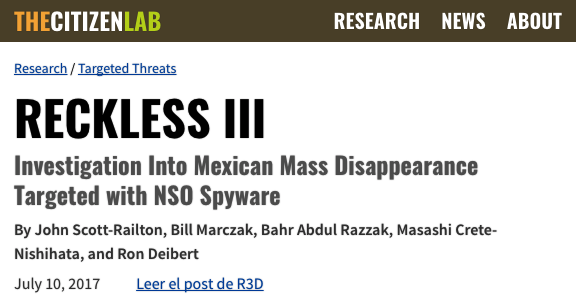 THECITIZENLAB RESEARCH NEWS ABOUT
Research / Targeted Threats
RECKLESS III
Investigation Into Mexican Mass Disappearance
Targeted with NSO Spyware
By John Scott-Railton, Bill Marczak, Bahr Abdul Razzak, Masashi Crete-
Nishihata, and Ron Deibert
July 10, 2017 Leer el post de R3D